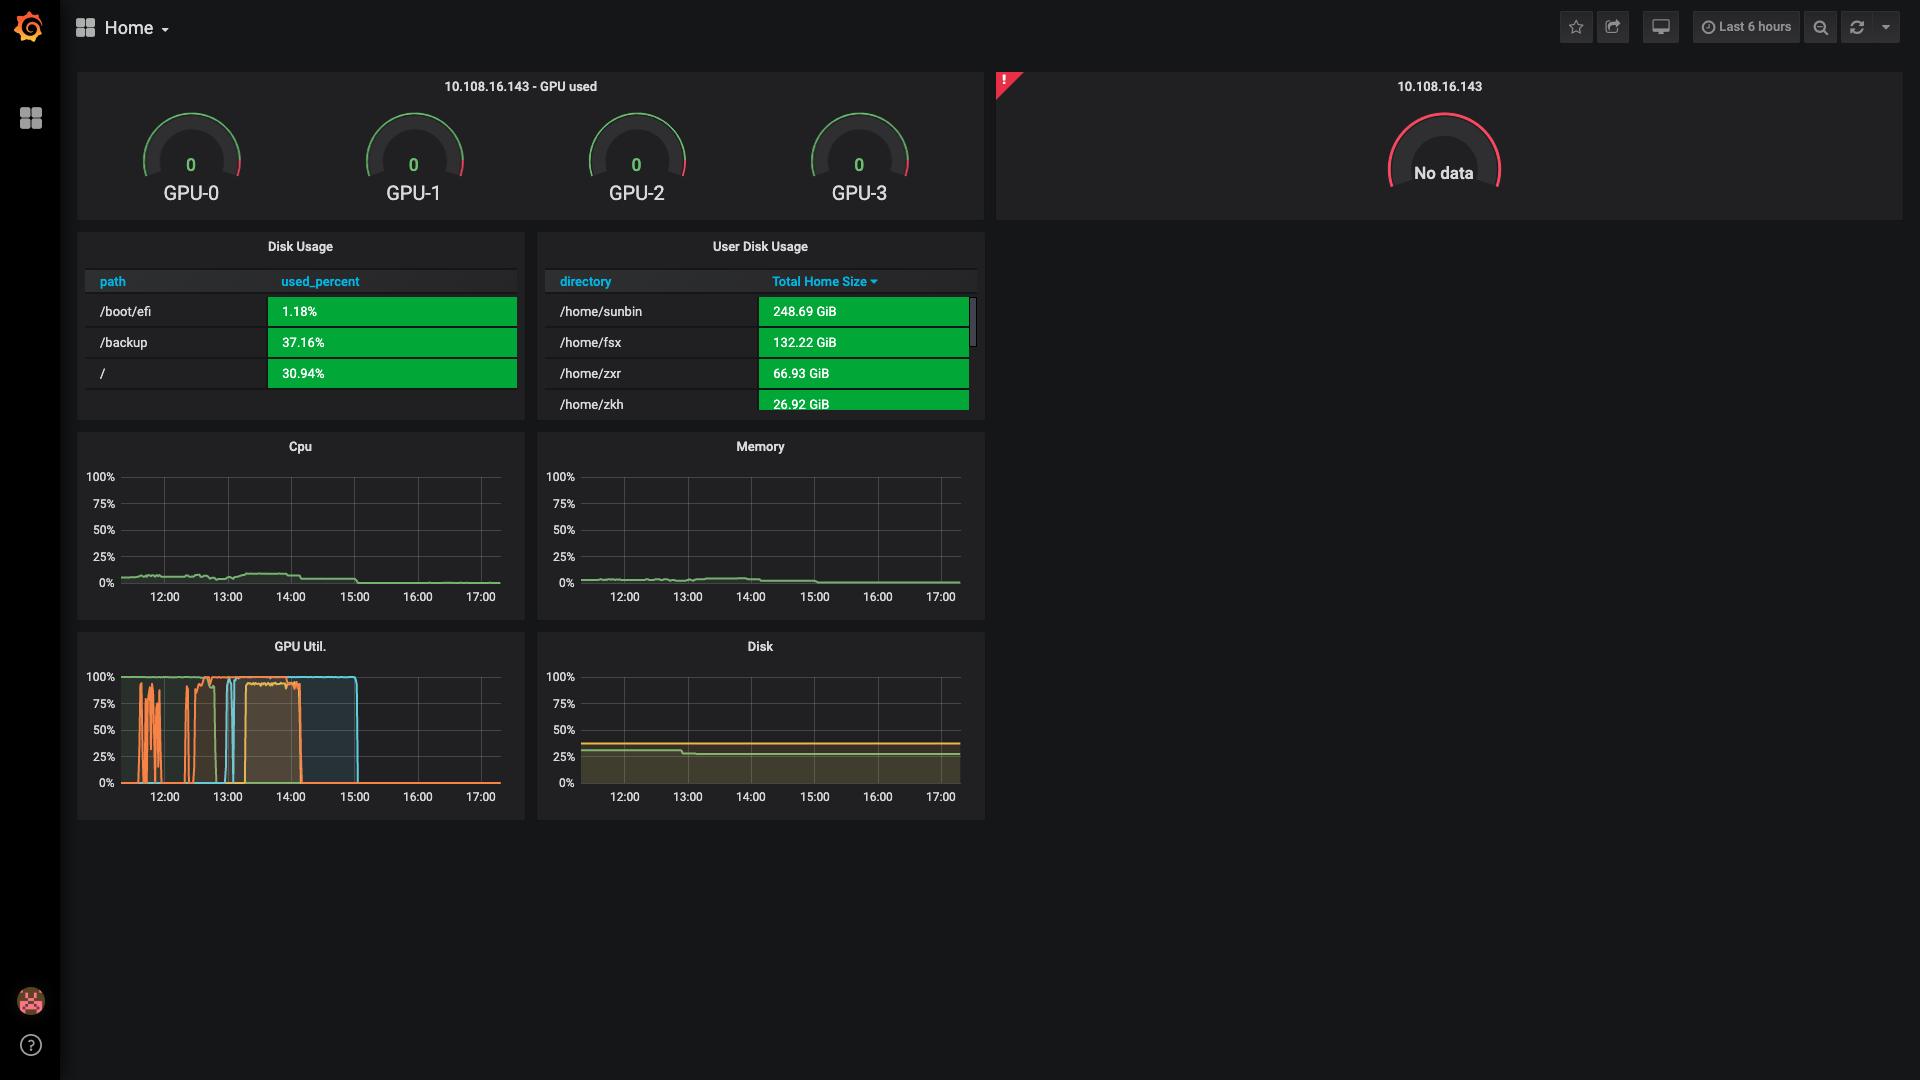 Home
Last 6 hours
10.108.16.143 - GPU used
0
GPU-0
0
GPU-1
0
GPU-2
0
GPU-3
!
10.108.16.143
No data
Disk Usage
path used_percent
/boot/efi 1.18%
/backup 37.16%
/ 30.94%
User Disk Usage
directory Total Home Size
/home/sunbin 248.69 GiB
/home/fsx 132.22 GiB
/home/zxr 66.93 GiB
/home/zkh 26.92 GiB
Cpu
100%
75%
50%
25%
0%
12:00 13:00 14:00 15:00 16:00 17:00
Memory
100%
75%
50%
25%
0%
12:00 13:00 14:00 15:00 16:00 17:00
GPU Util.
100%
75%
50%
25%
0%
12:00 13:00 14:00 15:00 16:00 17:00
Disk
100%
75%
50%
25%
0%
12:00 13:00 14:00 15:00 16:00 17:00
?